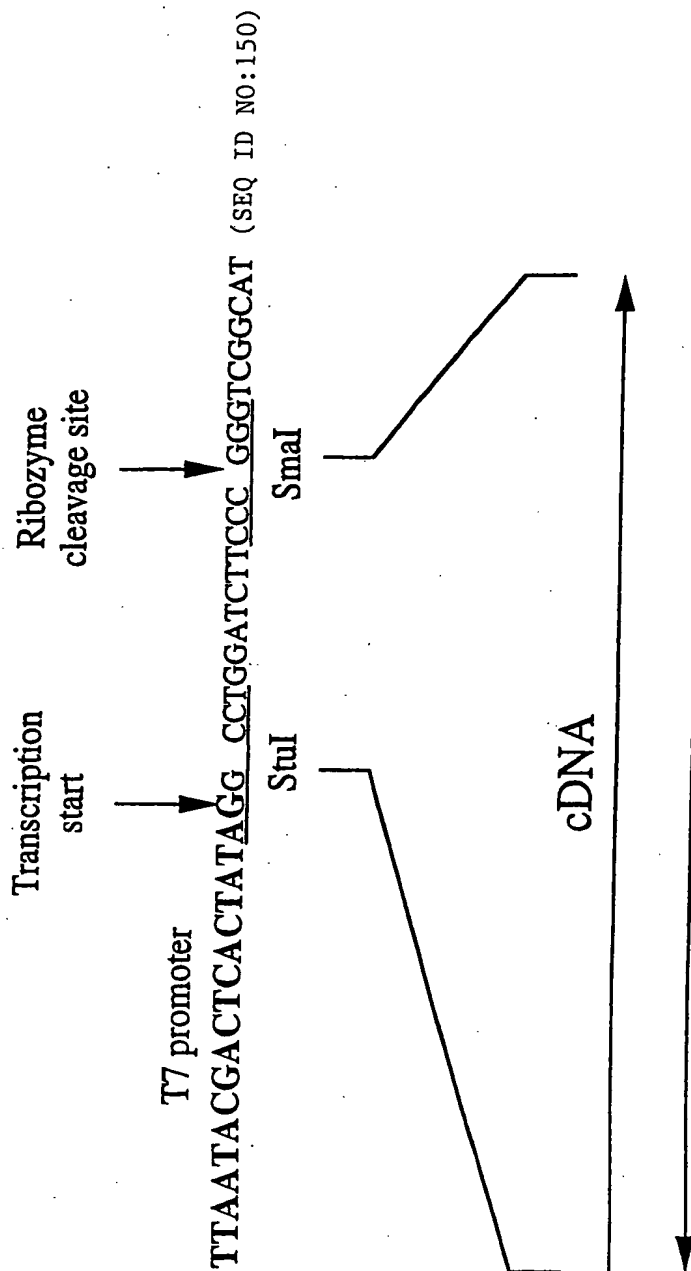 Transcription
start
Ribozyme
cleavage site
T7 promoter
TTAATACGACTCACTATAGG CCTGGATCTTCCC GGGTCGGCAT (SEQ ID NO:150)
StuI
SmaI
cDNA